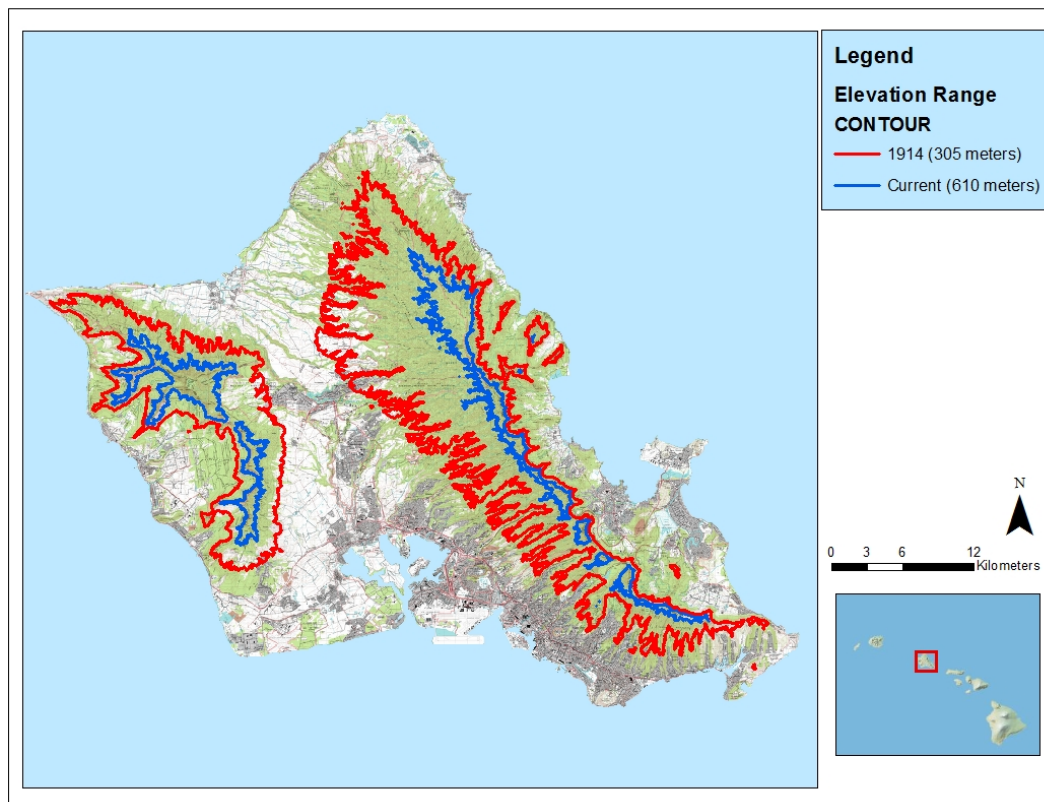 Legend
Elevation Range
CONTOUR
1914 (305 meters)
Current (610 meters)
N
0 3 6 12
Kilometers